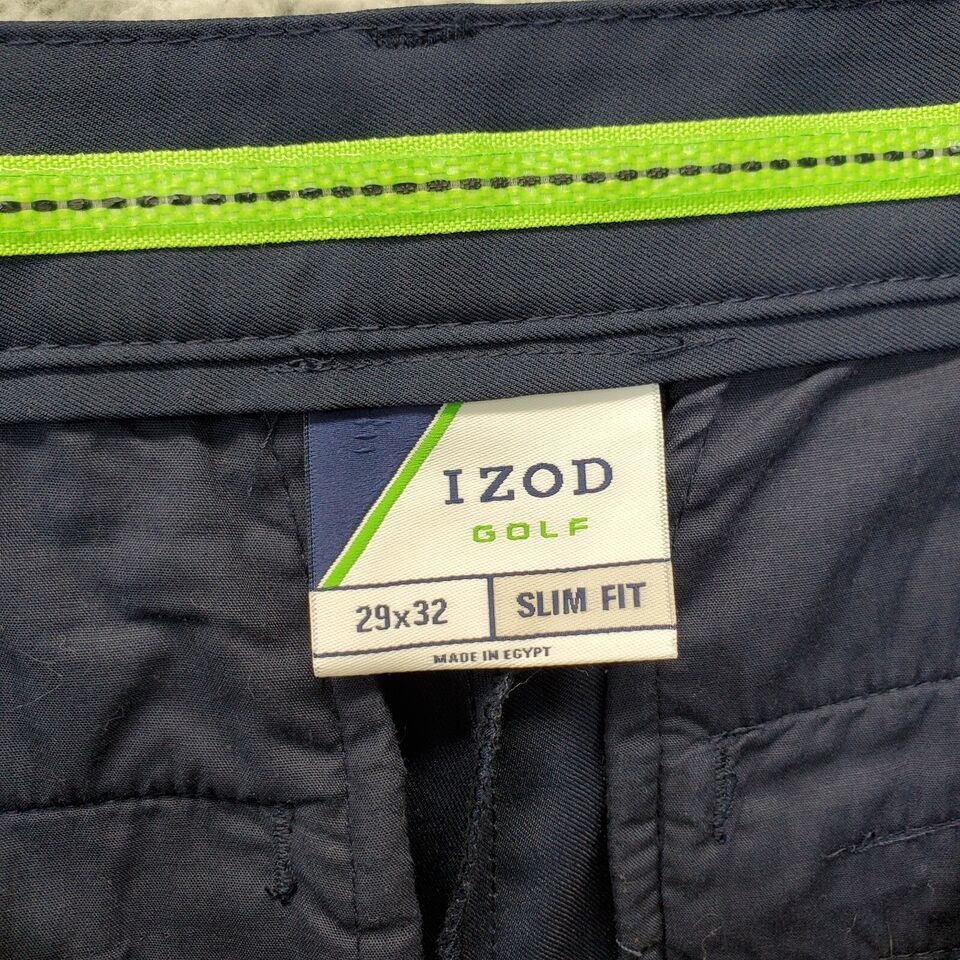 IZOD
GOLF
29x32 SLIM FIT
MADE IN EGYPT